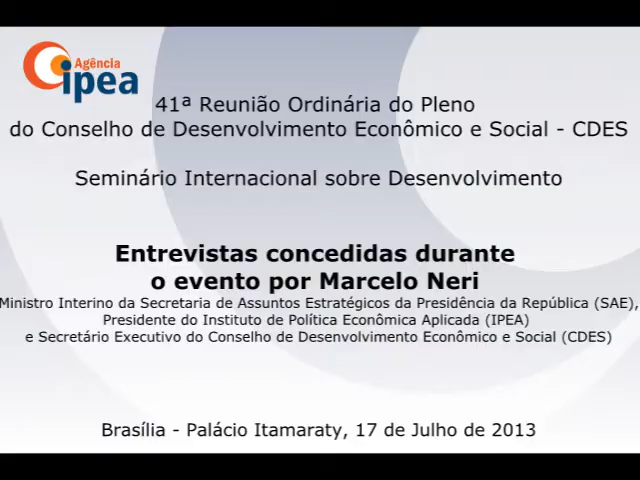 Agência
ipea
41ª Reunião Ordinária do Pleno
do Conselho de Desenvolvimento Econômico e Social - CDES
Seminário Internacional sobre Desenvolvimento
Entrevistas concedidas durante
o evento por Marcelo Neri
Ministro Interino da Secretaria de Assuntos Estratégicos da Presidência da República (SAE),
Presidente do Instituto de Política Econômica Aplicada (IPEA)
e Secretário Executivo do Conselho de Desenvolvimento Econômico e Social (CDES)
Brasília - Palácio Itamaraty, 17 de Julho de 2013